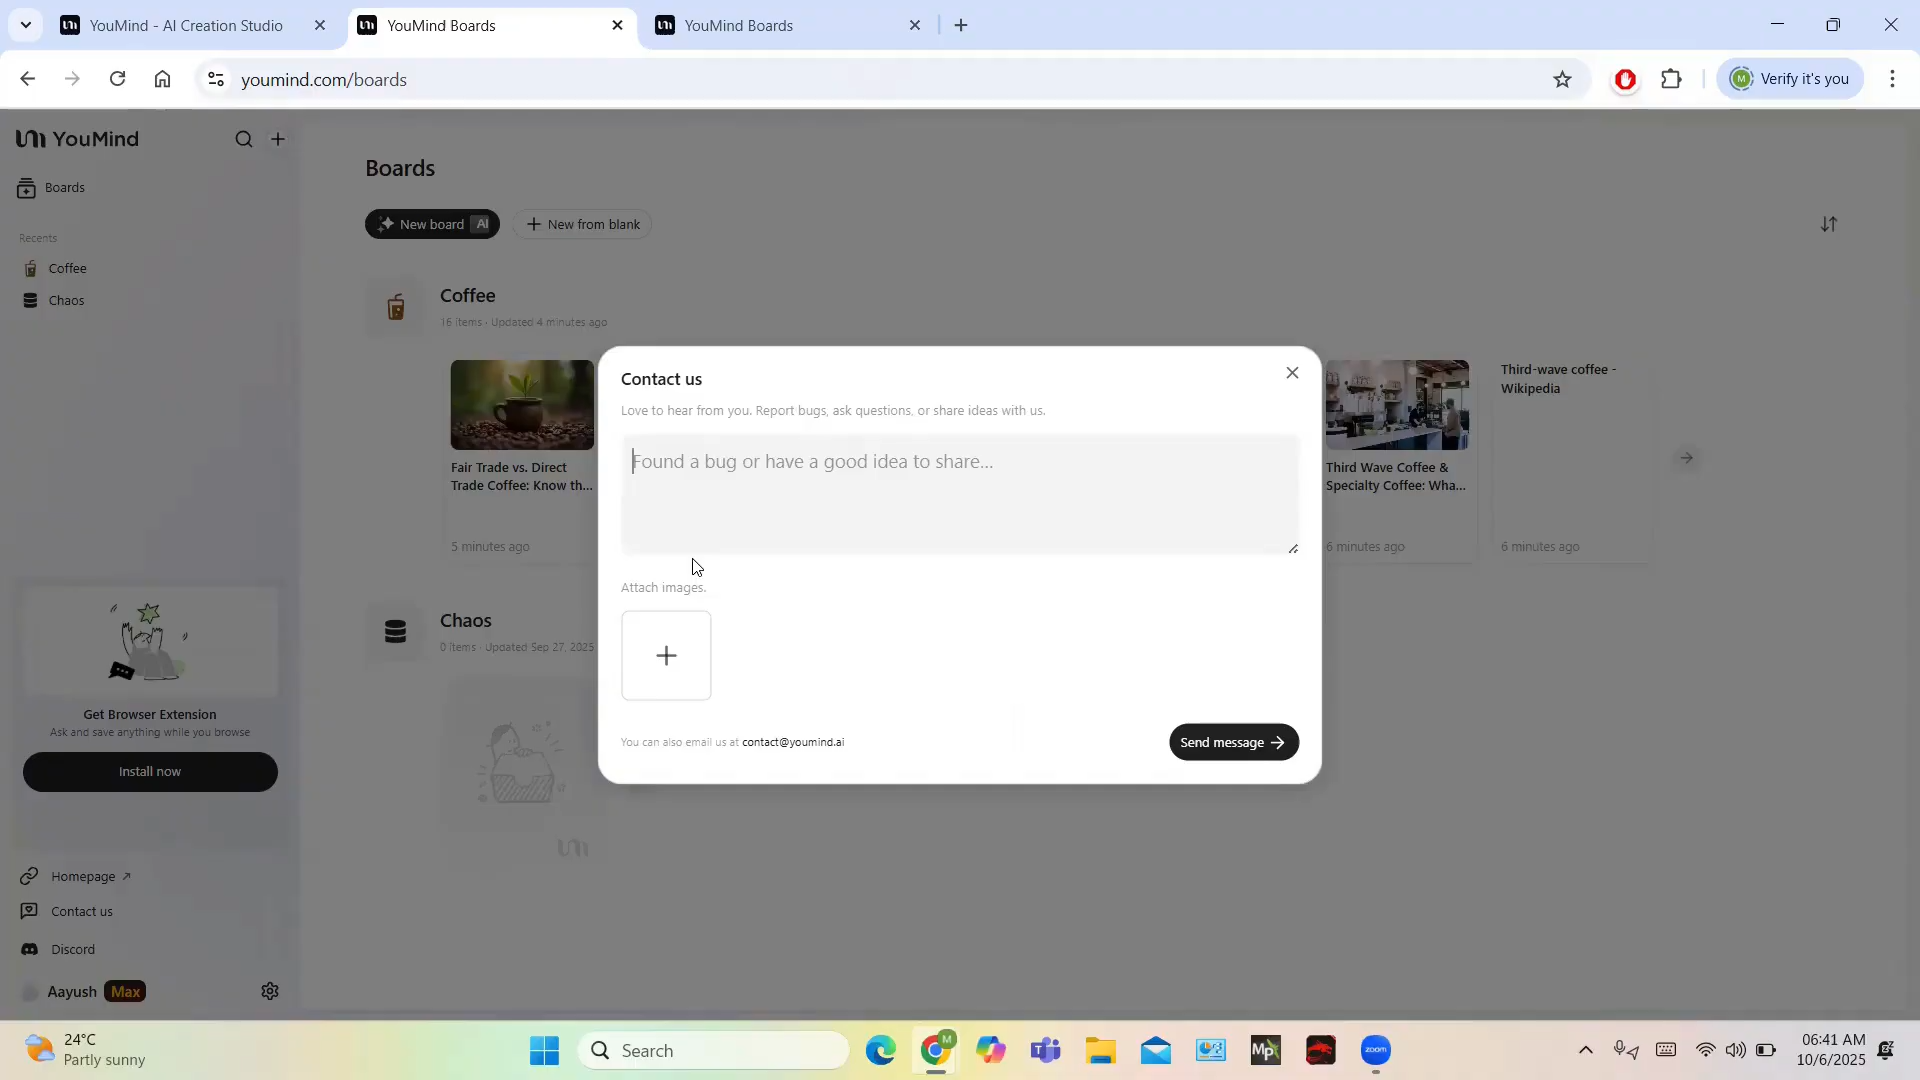 YouMind - AI Creation Studio
YouMind Boards
YouMind Boards
youmind.com/boards
Verify it's you
YouMind
Boards
Recents
Coffee
Chaos
Boards
New board AI
New from blank
Coffee
16 items · Updated 4 minutes ago
Fair Trade vs. Direct
Trade Coffee: Know th...
5 minutes ago
Third Wave Coffee &
Specialty Coffee: Wha...
6 minutes ago
Third-wave coffee -
Wikipedia
6 minutes ago
Chaos
0 items · Updated Sep 27, 2025
Contact us
Love to hear from you. Report bugs, ask questions, or share ideas with us.
Found a bug or have a good idea to share...
Attach images.
You can also email us at contact@youmind.ai
Send message
Get Browser Extension
Ask and save anything while you browse
Install now
Homepage
Contact us
Discord
Aayush Max
24°C
Partly sunny
Search
zoom
06:41 AM
10/6/2025